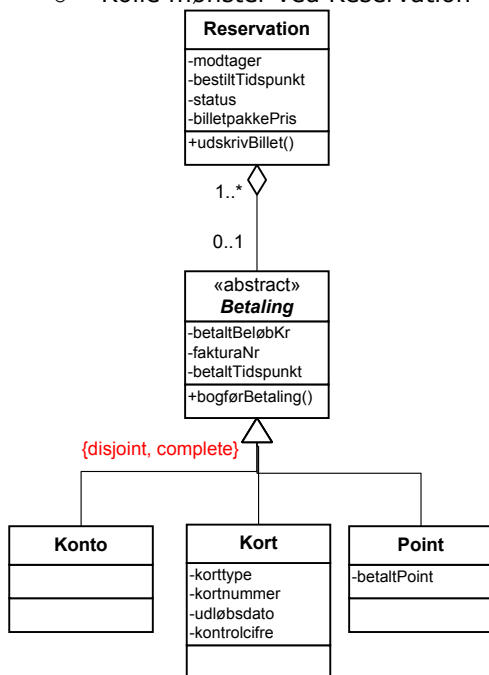 Rolle mønster ved Reservation
Reservation
-modtager
-bestiltTidspunkt
-status
-billetpakkePris
+udskrivBillet()
1..*
0..1
«abstract»
Betaling
-betaltBeløbKr
-fakturaNr
-betaltTidspunkt
+bogførBetaling()
{disjoint, complete}
Konto
Kort
-korttype
-kortnummer
-udløbsdato
-kontrolcifre
Point
-betaltPoint